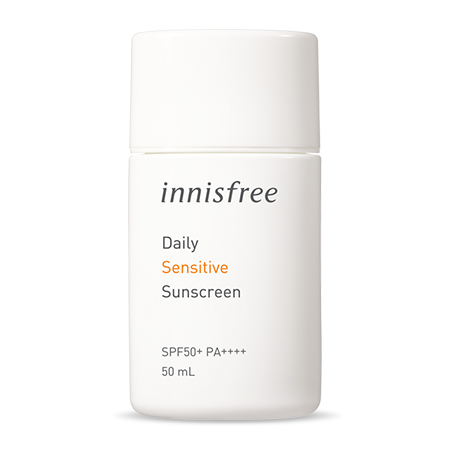 innisfree
Daily
Sensitive
Sunscreen
SPF50+ PA++++
50 mL